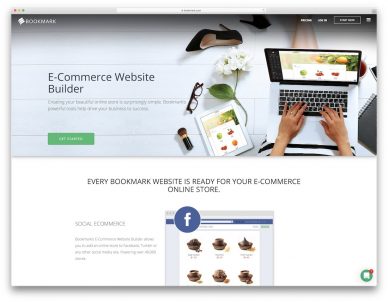 BOOKMARK
PRICING
LOG IN
START NOW
E-Commerce Website
Builder
Creating your beautiful online store is surprisingly simple. Bookmark's
powerful tools help drive your business to success.
GET STARTED
EVERY BOOKMARK WEBSITE IS READY FOR YOUR E-COMMERCE
ONLINE STORE.
SOCIAL ECOMMERCE
Bookmark's E-Commerce Website Builder allows
you to add an online store to Facebook, Tumblr or
any other social media site. Powering over 40,000
stores.
f